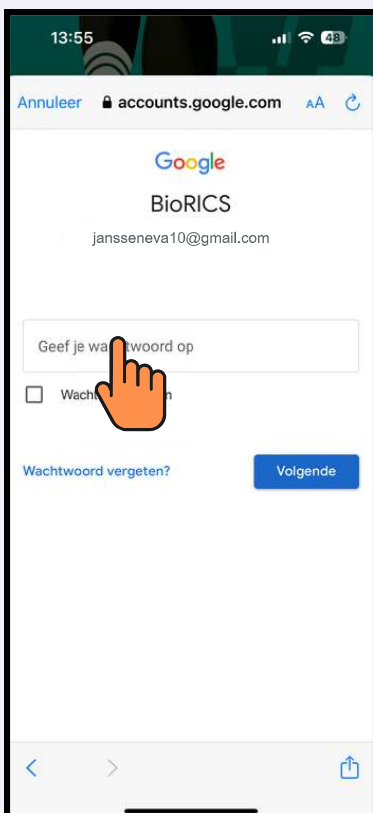 13:55 48
Annuleer accounts.google.com AA
Google
BioRICS
jansseneva10@gmail.com
Geef je op
Wachtwoord vergeten? Volgende